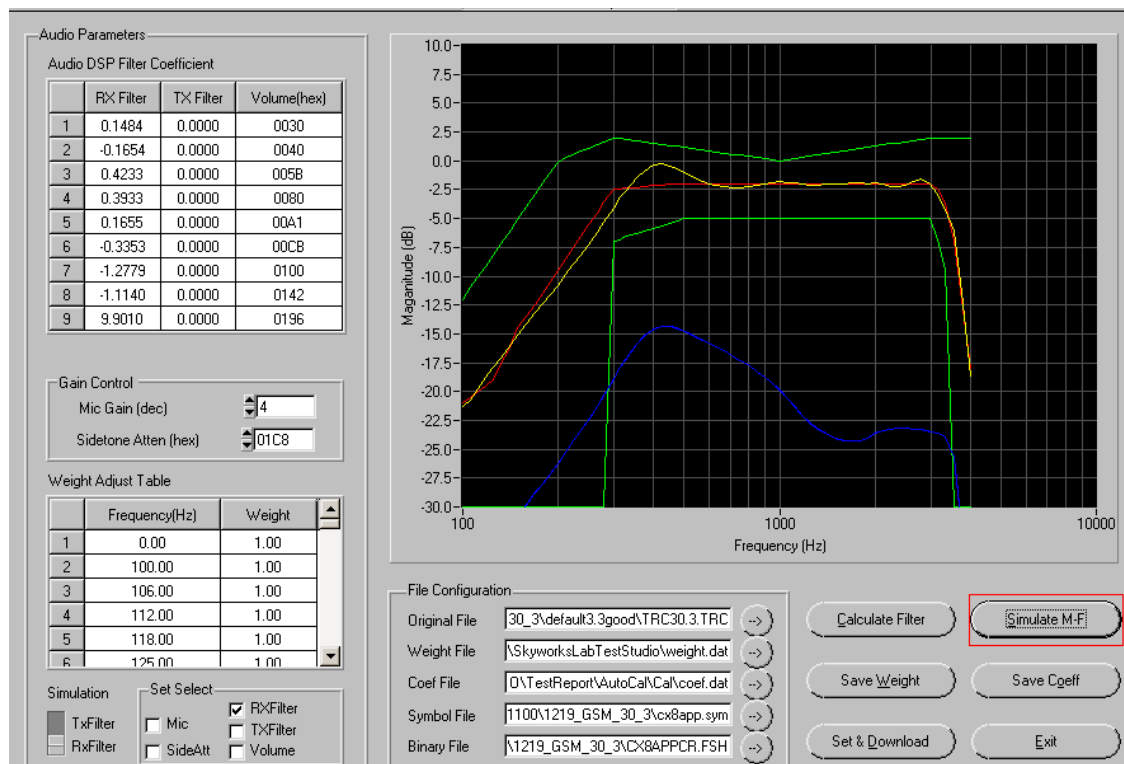 Audio Parameters
Audio DSP Filter Coefficient
RX Filter TX Filter Volume(hex)
1 0.1484 0.0000 0030
2 -0.1654 0.0000 0040
3 0.4233 0.0000 005B
4 0.3933 0.0000 0080
5 0.1655 0.0000 00A1
6 -0.3353 0.0000 00CB
7 -1.2779 0.0000 0100
8 -1.1140 0.0000 0142
9 9.9010 0.0000 0196
Gain Control
Mic Gain (dec) 4
Sidetone Atten (hex) 01C8
Weight Adjust Table
Frequency(Hz) Weight
1 0.00 1.00
2 100.00 1.00
3 106.00 1.00
4 112.00 1.00
5 118.00 1.00
6 125.00 1.00
Simulation
TxFilter
RxFilter
Set Select
Mic
SideAtt
RXFilter
TXFilter
Volume
Maganitude (dB)
10.0
7.5
5.0
2.5
0.0
-2.5
-5.0
-7.5
-10.0
-12.5
-15.0
-17.5
-20.0
-22.5
-25.0
-27.5
-30.0
100 1000 10000
Frequency (Hz)
File Configuration
Original File 30_3\default3.3good\TRC30.3.TRC -->
Weight File \SkyworksLabTestStudio\weight.dat -->
Coef File O\TestReport\AutoCal\Cal\coef.dat -->
Symbol File 1100\1219_GSM_30_3\cx8app.sym -->
Binary File \1219_GSM_30_3\CX8APPCR.FSH -->
Calculate Filter
Simulate M-F
Save Weight
Save Coeff
Set & Download
Exit